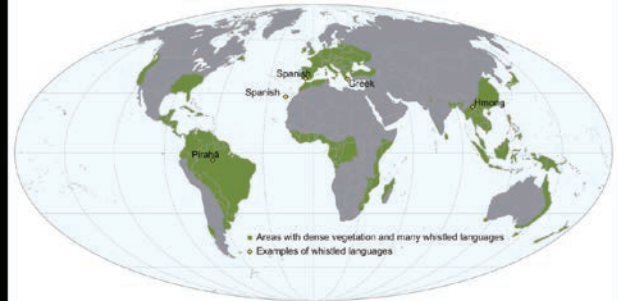 Spanish
Greek
Spanish
Hmong
Pirahã
Areas with dense vegetation and many whistled languages
Examples of whistled languages